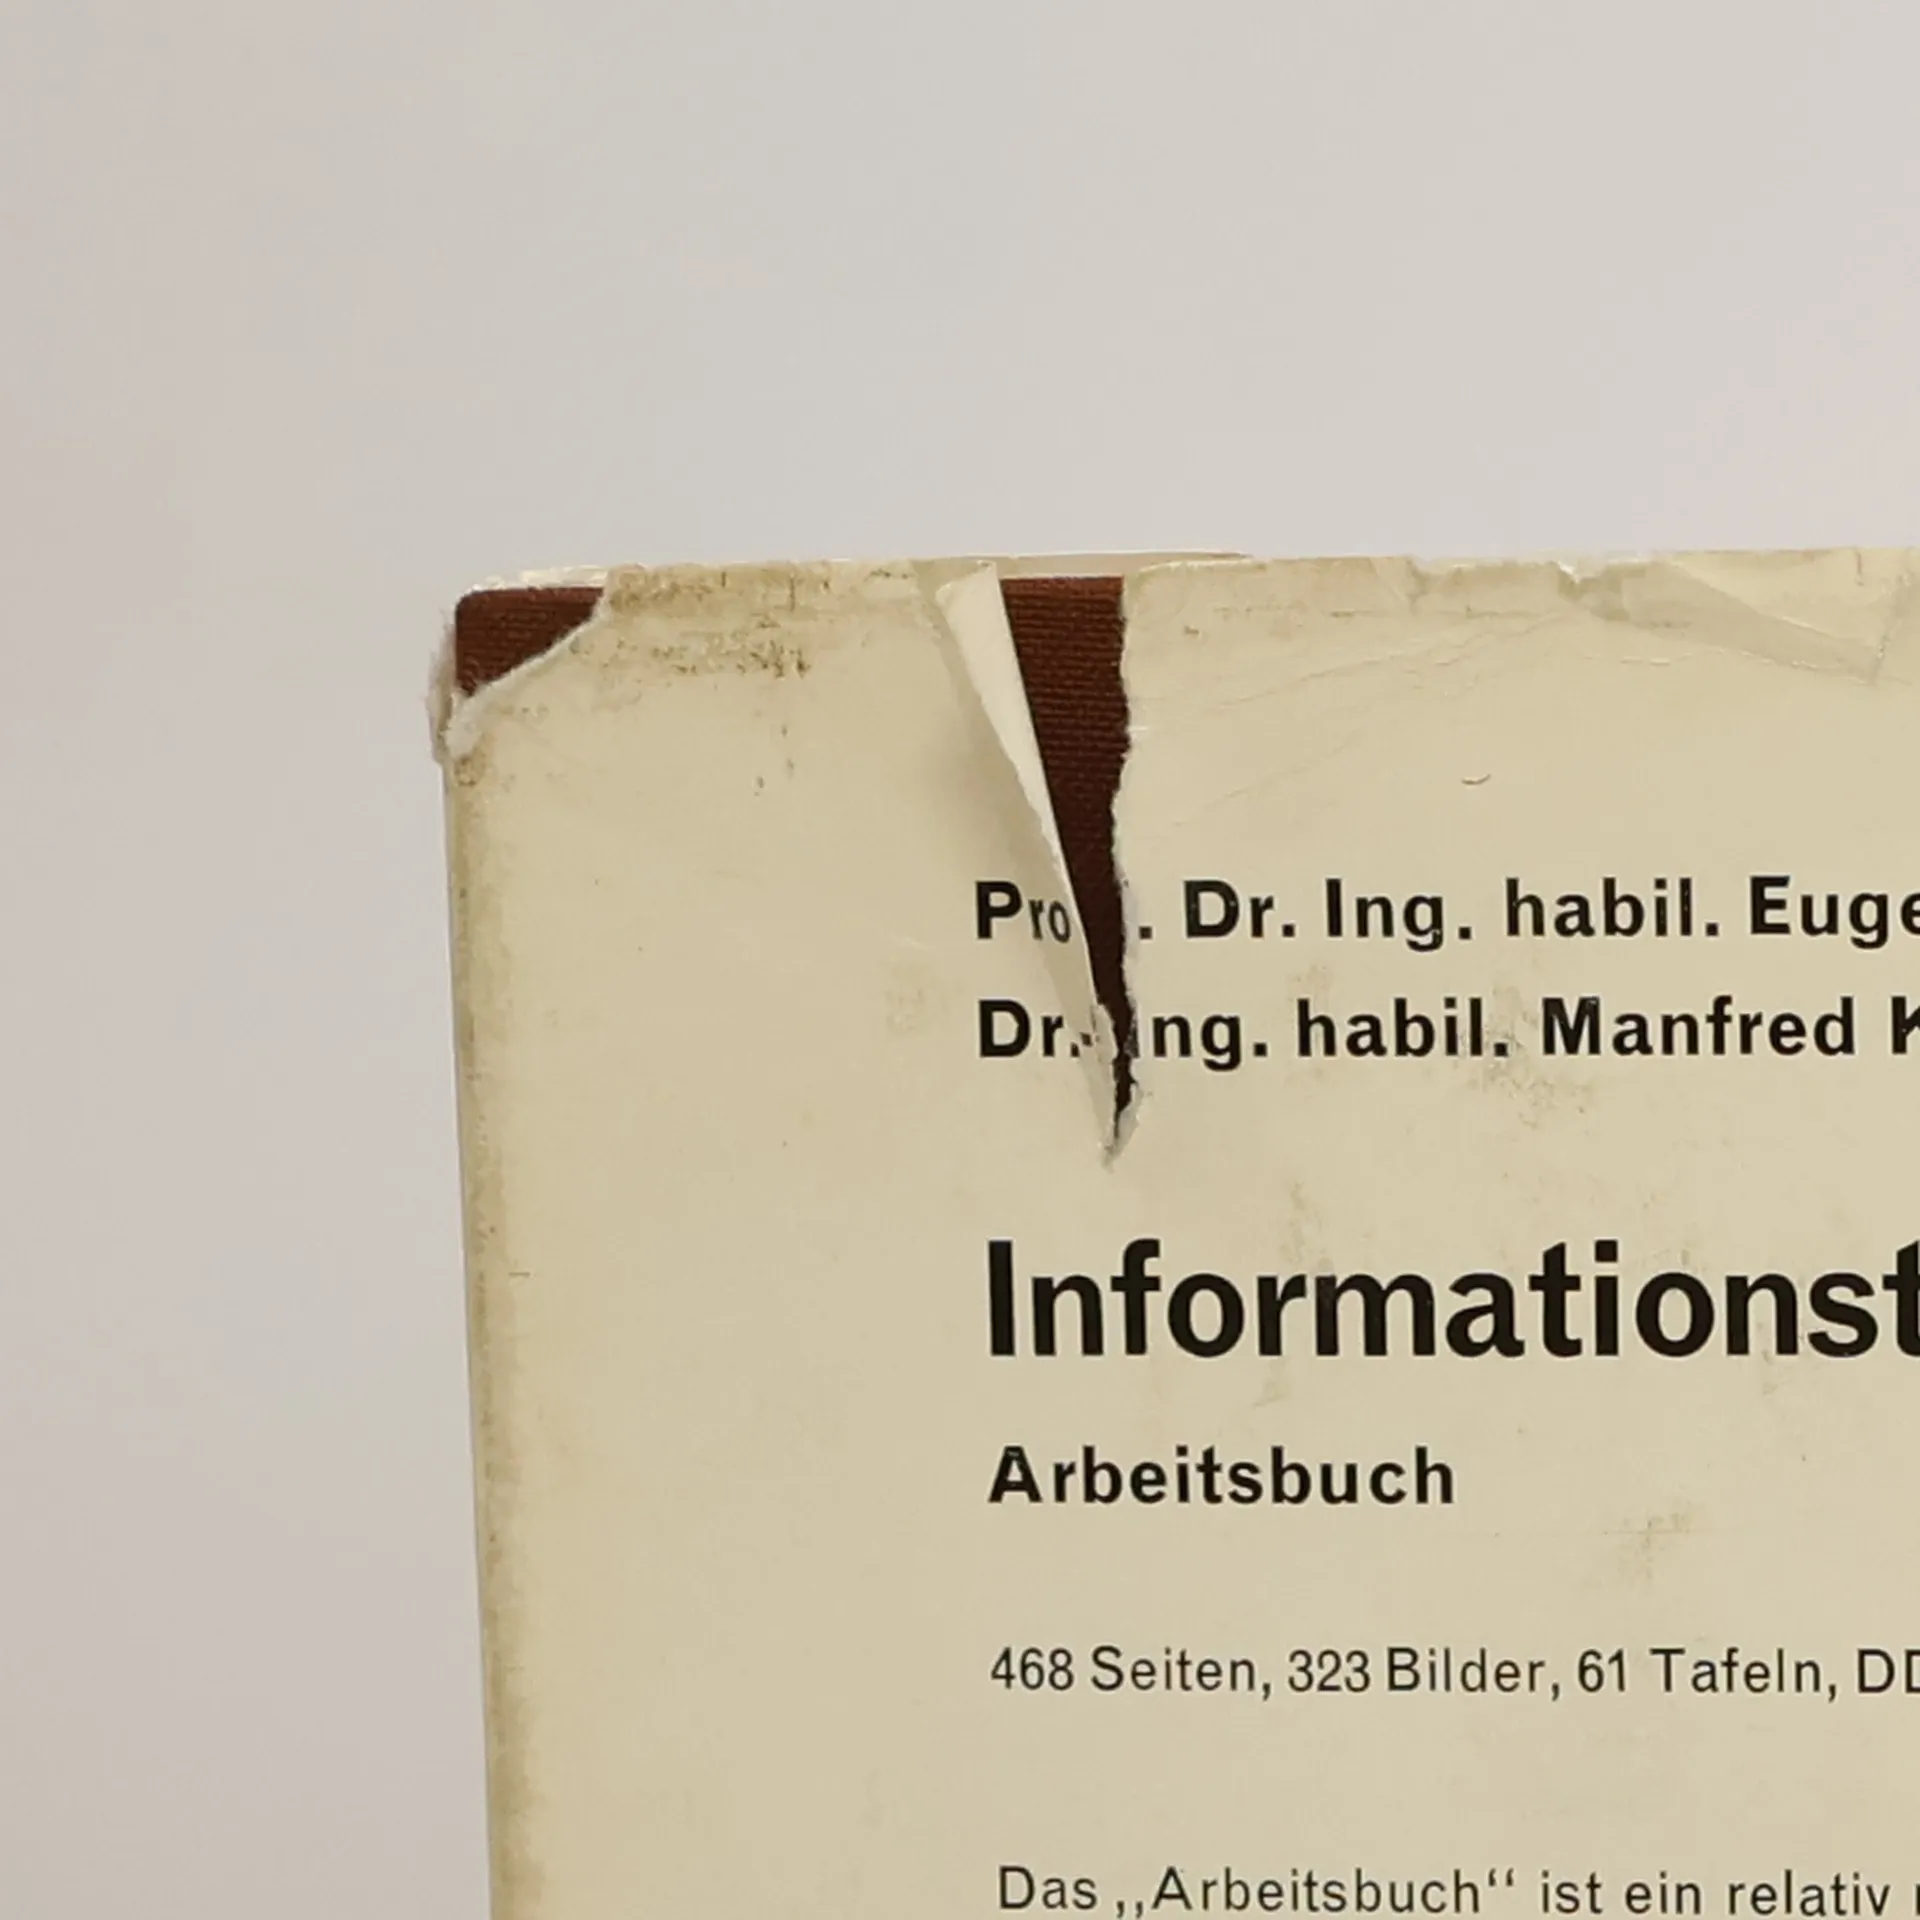 Pro . Dr. Ing. habil. Euge
Dr. Ing. habil. Manfred K
Informationst
Arbeitsbuch
468 Seiten, 323 Bilder, 61 Tafeln, DD
Das „Arbeitsbuch“ ist ein relativ